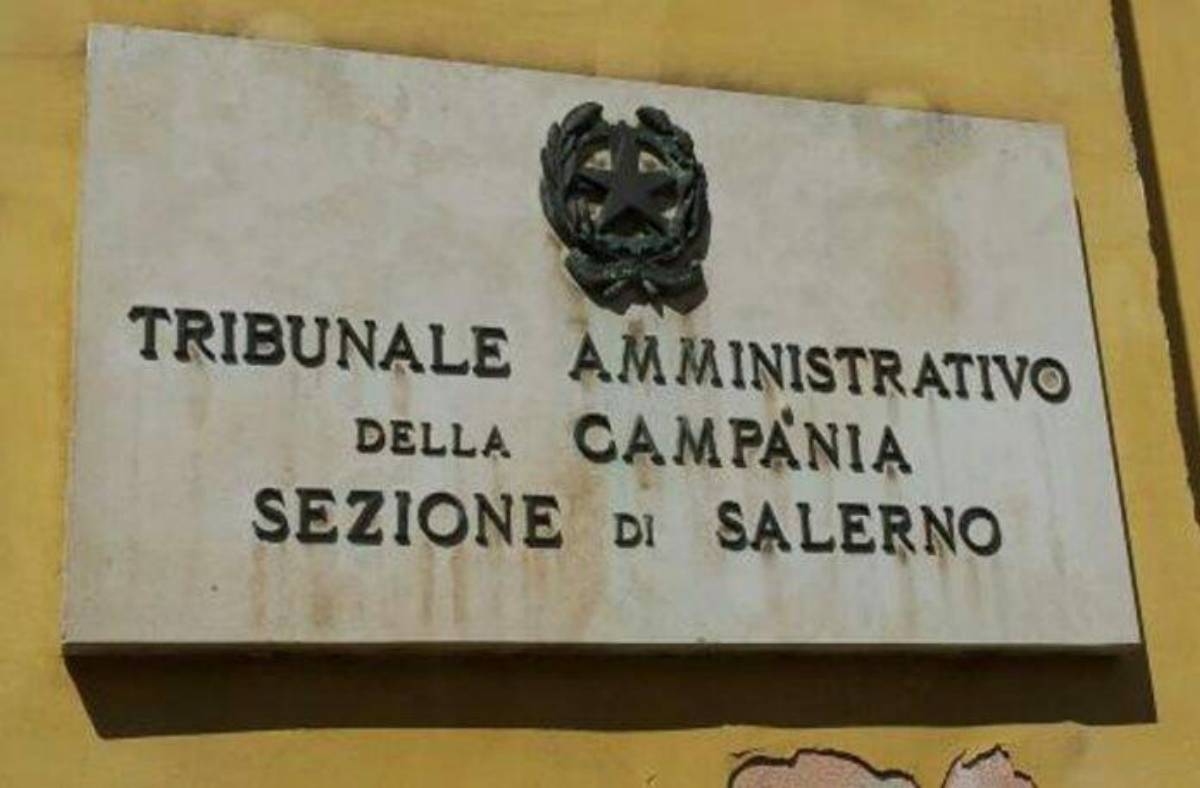 TRIBUNALE AMMINISTRATIVO
DELLA CAMPANIA
SEZIONE DI SALERNO